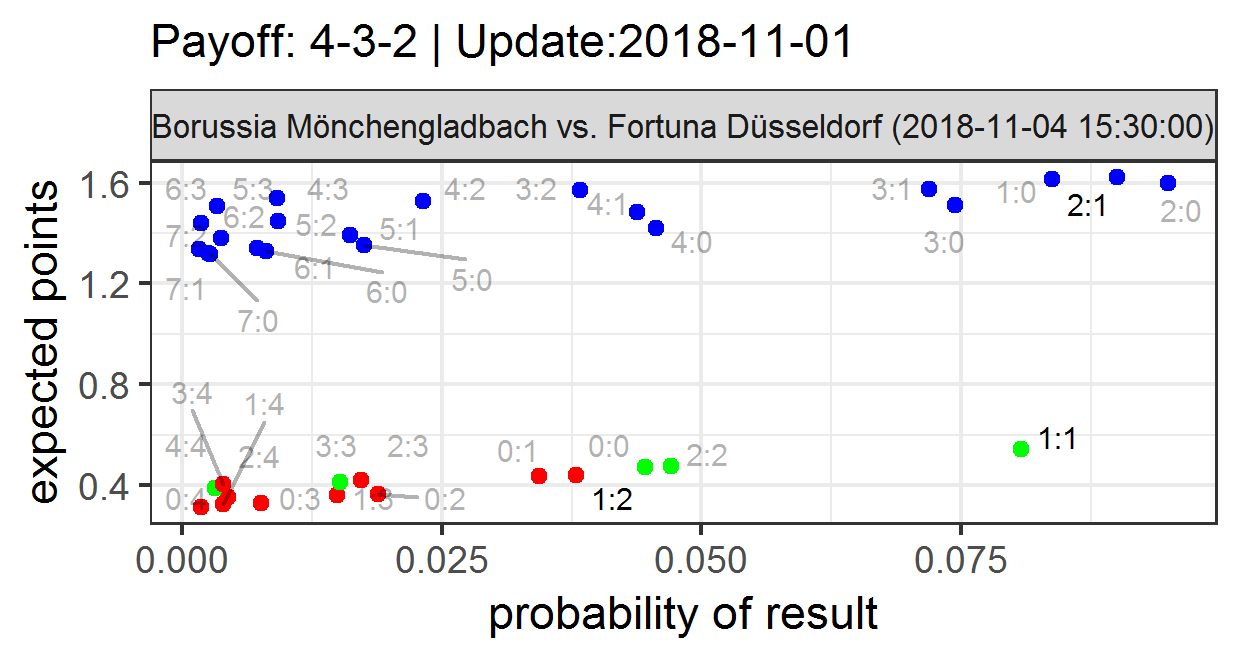 Payoff: 4-3-2 | Update:2018-11-01
Borussia Mönchengladbach vs. Fortuna Düsseldorf (2018-11-04 15:30:00)
expected points
1.6
1.2
0.8
0.4
6:3 5:3 4:3 4:2 3:2 4:1 3:1 1:0 2:1 2:0
7:2 6:2 5:2 5:1 4:0 3:0
7:1 6:1 6:0 5:0
7:0
3:4 1:4
4:4 2:4 3:3 2:3 0:1 0:0 2:2 1:1
0:4 0:3 1:3 0:2 1:2
0.000 0.025 0.050 0.075
probability of result